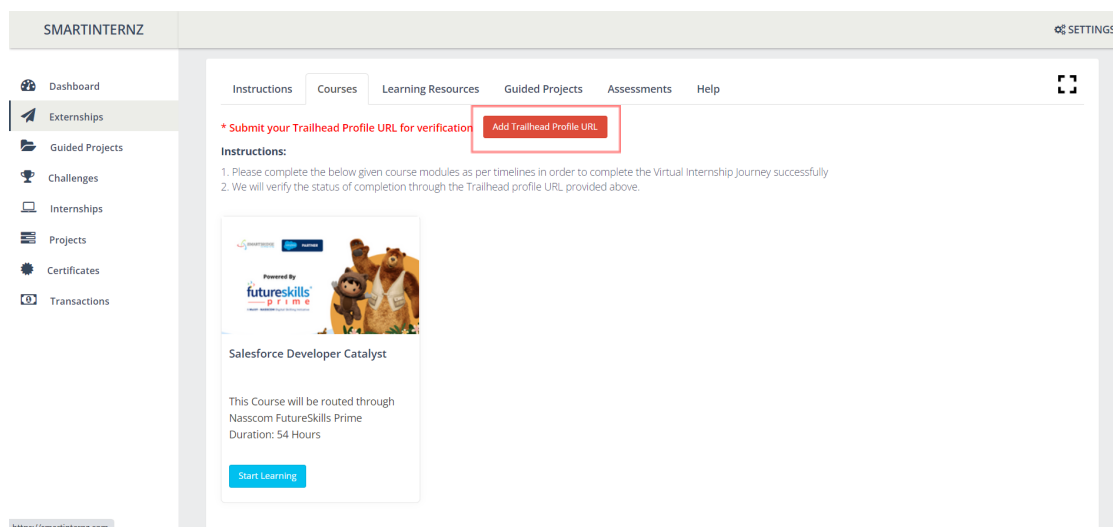 SMARTINTERNZ
SETTINGS
Dashboard
Externships
Guided Projects
Challenges
Internships
Projects
Certificates
Transactions
Instructions Courses Learning Resources Guided Projects Assessments Help
* Submit your Trailhead Profile URL for verification Add Trailhead Profile URL
Instructions:
1. Please complete the below given course modules as per timelines in order to complete the Virtual Internship Journey successfully
2. We will verify the status of completion through the Trailhead profile URL provided above.
smartinternz PARTNER
Powered By
futureskills
prime
Salesforce Developer Catalyst
This Course will be routed through
Nasscom FutureSkills Prime
Duration: 54 Hours
Start Learning